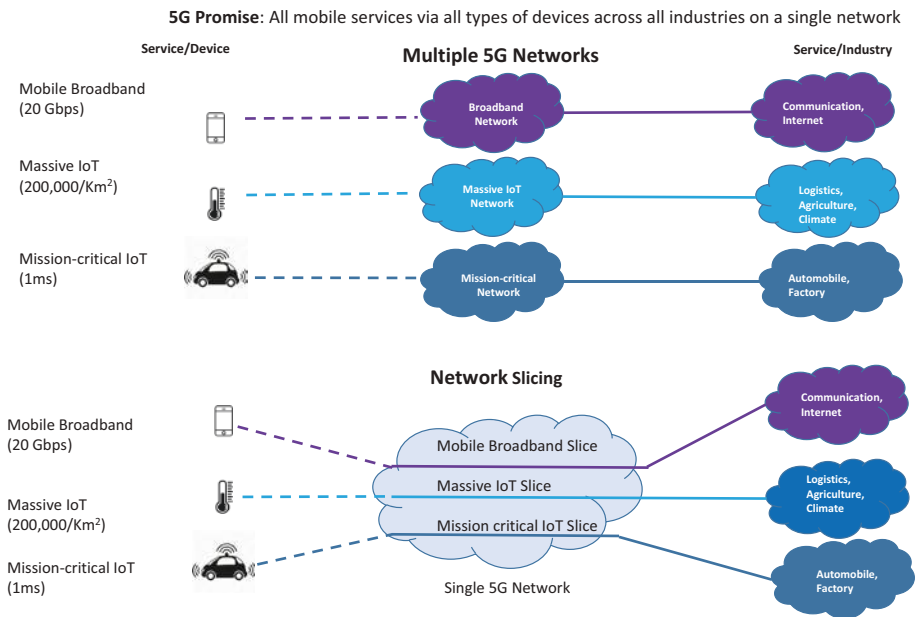 5G Promise: All mobile services via all types of devices across all industries on a single network
Service/Device
Multiple 5G Networks
Service/Industry
Mobile Broadband
(20 Gbps)
Broadband
Network
Communication,
Internet
Massive IoT
(200,000/Km²)
Massive IoT
Network
Logistics,
Agriculture,
Climate
Mission-critical IoT
(1ms)
Mission-critical
Network
Automobile,
Factory
Network Slicing
Mobile Broadband
(20 Gbps)
Mobile Broadband Slice
Communication,
Internet
Massive IoT
(200,000/Km²)
Massive IoT Slice
Logistics,
Agriculture,
Climate
Mission-critical IoT
(1ms)
Mission critical IoT Slice
Automobile,
Factory
Single 5G Network